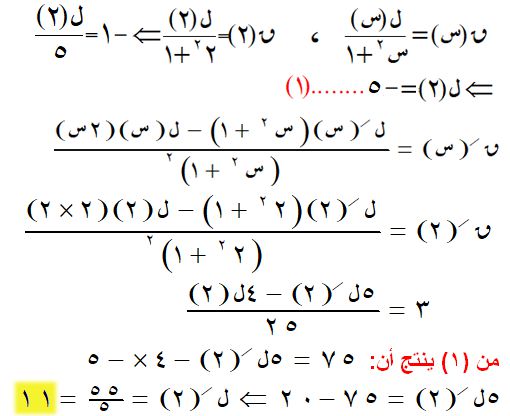 ق(س)= ل(س)/(س^٢+١) ، ق(٢)= ل(٢)/(٢^٢+١) ⇐ -١= ل(٢)/٥
⇐ ل(٢)=-٥........(١)
قَ(س) = (لَ(س)(س^٢ +١) - ل(س)(٢س))/(س^٢ +١)^٢
قَ(٢) = (لَ(٢)(٢^٢ +١) - ل(٢)(٢×٢))/(٢^٢ +١)^٢
٣ = (٥لَ(٢) - ٤ل(٢))/٢٥
من (١) ينتج أن: ٧٥ = ٥لَ(٢) - ٤×-٥
٥لَ(٢) = ٧٥ - ٢٠ ⇐ لَ(٢) = ٥٥/٥ = ١١